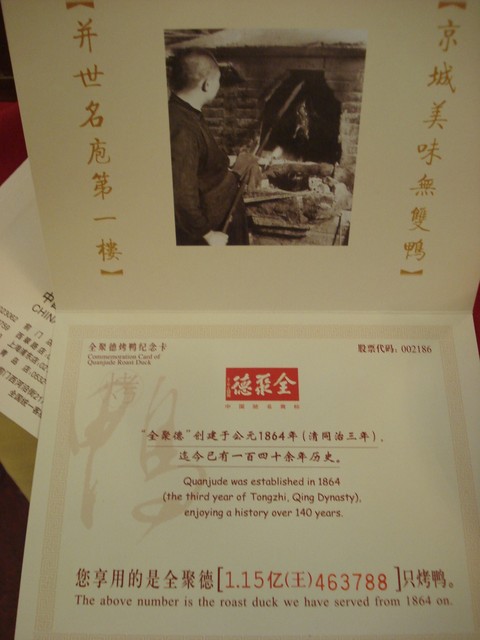 京城美味無雙鴨
并世名庖第一楼
全聚德烤鸭纪念卡
Commemoration Card of
Quanjude Roast Duck
股票代码：002186
德聚全
"全聚德"创建于公元1864年（清同治三年），
迄今已有一百四十余年历史。
Quanjude was established in 1864
(the third year of Tongzhi, Qing Dynasty),
enjoying a history over 140 years.
您享用的是全聚德[1.15亿(王)463788]只烤鸭。
The above number is the roast duck we have served from 1864 on.
烤
鸭
CHINA